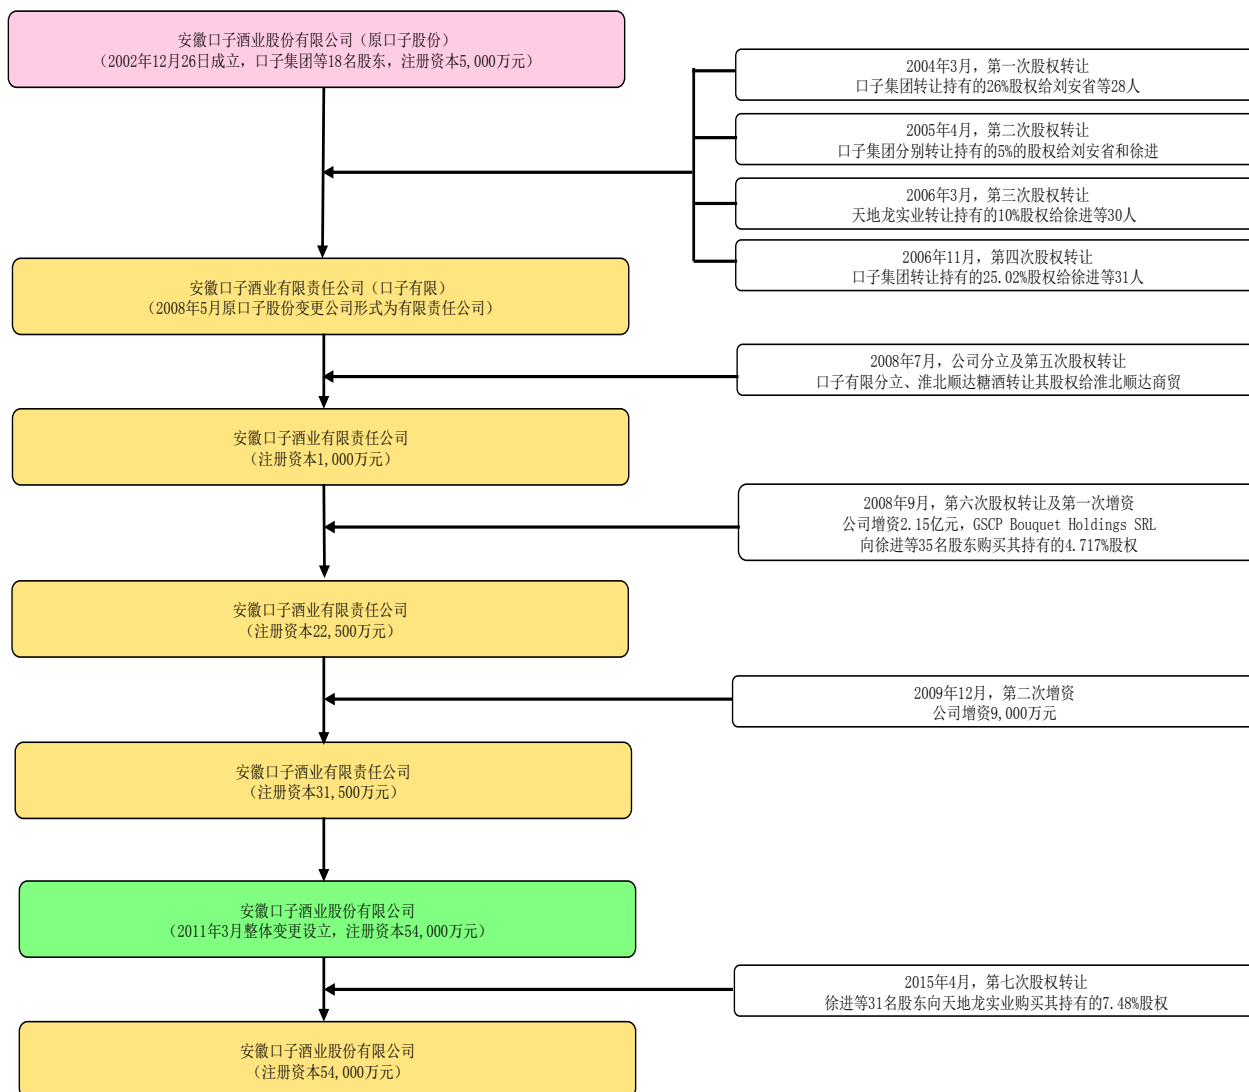 安徽口子酒业股份有限公司（原口子股份）
（2002年12月26日成立，口子集团等18名股东，注册资本5,000万元）
2004年3月，第一次股权转让
口子集团转让持有的26%股权给刘安省等28人
2005年4月，第二次股权转让
口子集团分别转让持有的5%的股权给刘安省和徐进
2006年3月，第三次股权转让
天地龙实业转让持有的10%股权给徐进等30人
2006年11月，第四次股权转让
口子集团转让持有的25.02%股权给徐进等31人
安徽口子酒业有限责任公司（口子有限）
（2008年5月原口子股份变更公司形式为有限责任公司）
2008年7月，公司分立及第五次股权转让
口子有限分立、淮北顺达糖酒转让其股权给淮北顺达商贸
安徽口子酒业有限责任公司
（注册资本1,000万元）
2008年9月，第六次股权转让及第一次增资
公司增资2.15亿元，GSCP Bouquet Holdings SRL
向徐进等35名股东购买其持有的4.717%股权
安徽口子酒业有限责任公司
（注册资本22,500万元）
2009年12月，第二次增资
公司增资9,000万元
安徽口子酒业有限责任公司
（注册资本31,500万元）
安徽口子酒业股份有限公司
（2011年3月整体变更设立，注册资本54,000万元）
2015年4月，第七次股权转让
徐进等31名股东向天地龙实业购买其持有的7.48%股权
安徽口子酒业股份有限公司
（注册资本54,000万元）